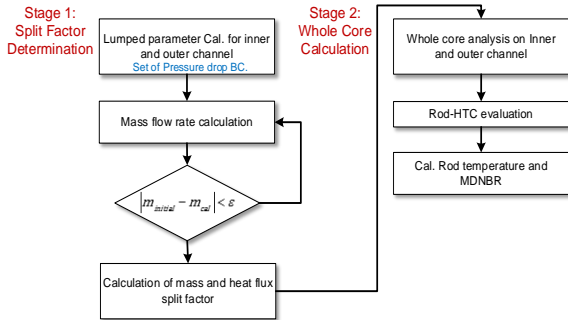 Stage 1:
Split Factor
Determination
Lumped parameter Cal. for inner
and outer channel
Set of Pressure drop BC.
Mass flow rate calculation
|m_initial − m_cal| < ε
Calculation of mass and heat flux
split factor
Stage 2:
Whole Core
Calculation
Whole core analysis on Inner
and outer channel
Rod-HTC evaluation
Cal. Rod temperature and
MDNBR